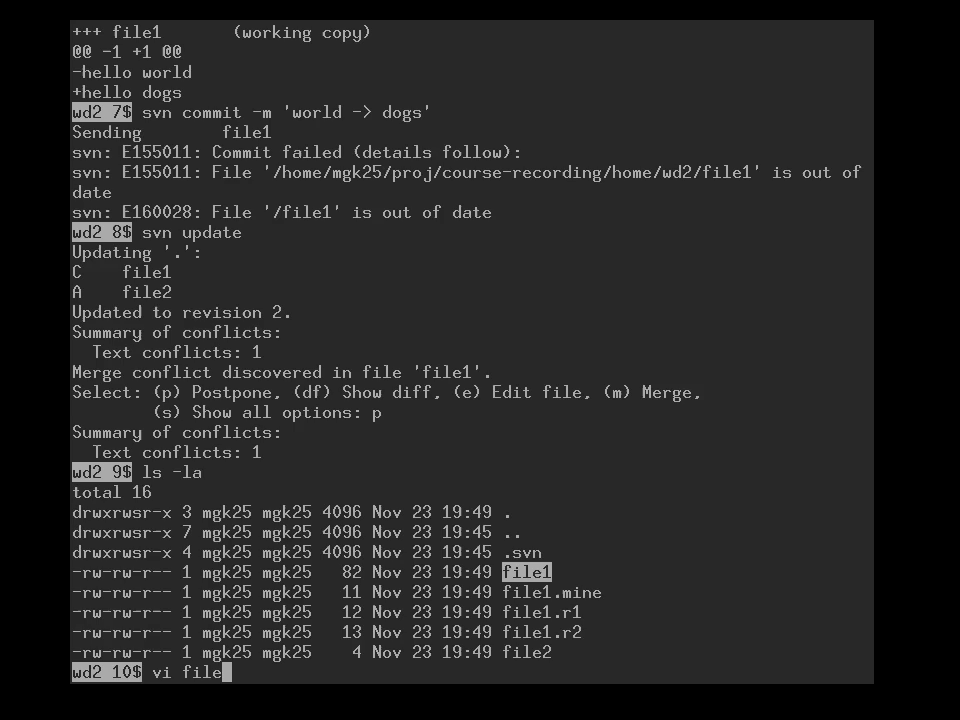 +++ file1       (working copy)
@@ -1 +1 @@
-hello world
+hello dogs
wd2 7$ svn commit -m 'world -> dogs'
Sending        file1
svn: E155011: Commit failed (details follow):
svn: E155011: File '/home/mgk25/proj/course-recording/home/wd2/file1' is out of
date
svn: E160028: File '/file1' is out of date
wd2 8$ svn update
Updating '.':
C    file1
A    file2
Updated to revision 2.
Summary of conflicts:
  Text conflicts: 1
Merge conflict discovered in file 'file1'.
Select: (p) Postpone, (df) Show diff, (e) Edit file, (m) Merge,
        (s) Show all options: p
Summary of conflicts:
  Text conflicts: 1
wd2 9$ ls -la
total 16
drwxrwsr-x 3 mgk25 mgk25 4096 Nov 23 19:49 .
drwxrwsr-x 7 mgk25 mgk25 4096 Nov 23 19:45 ..
drwxrwsr-x 4 mgk25 mgk25 4096 Nov 23 19:45 .svn
-rw-rw-r-- 1 mgk25 mgk25   82 Nov 23 19:49 file1
-rw-rw-r-- 1 mgk25 mgk25   11 Nov 23 19:49 file1.mine
-rw-rw-r-- 1 mgk25 mgk25   12 Nov 23 19:49 file1.r1
-rw-rw-r-- 1 mgk25 mgk25   13 Nov 23 19:49 file1.r2
-rw-rw-r-- 1 mgk25 mgk25    4 Nov 23 19:49 file2
wd2 10$ vi file